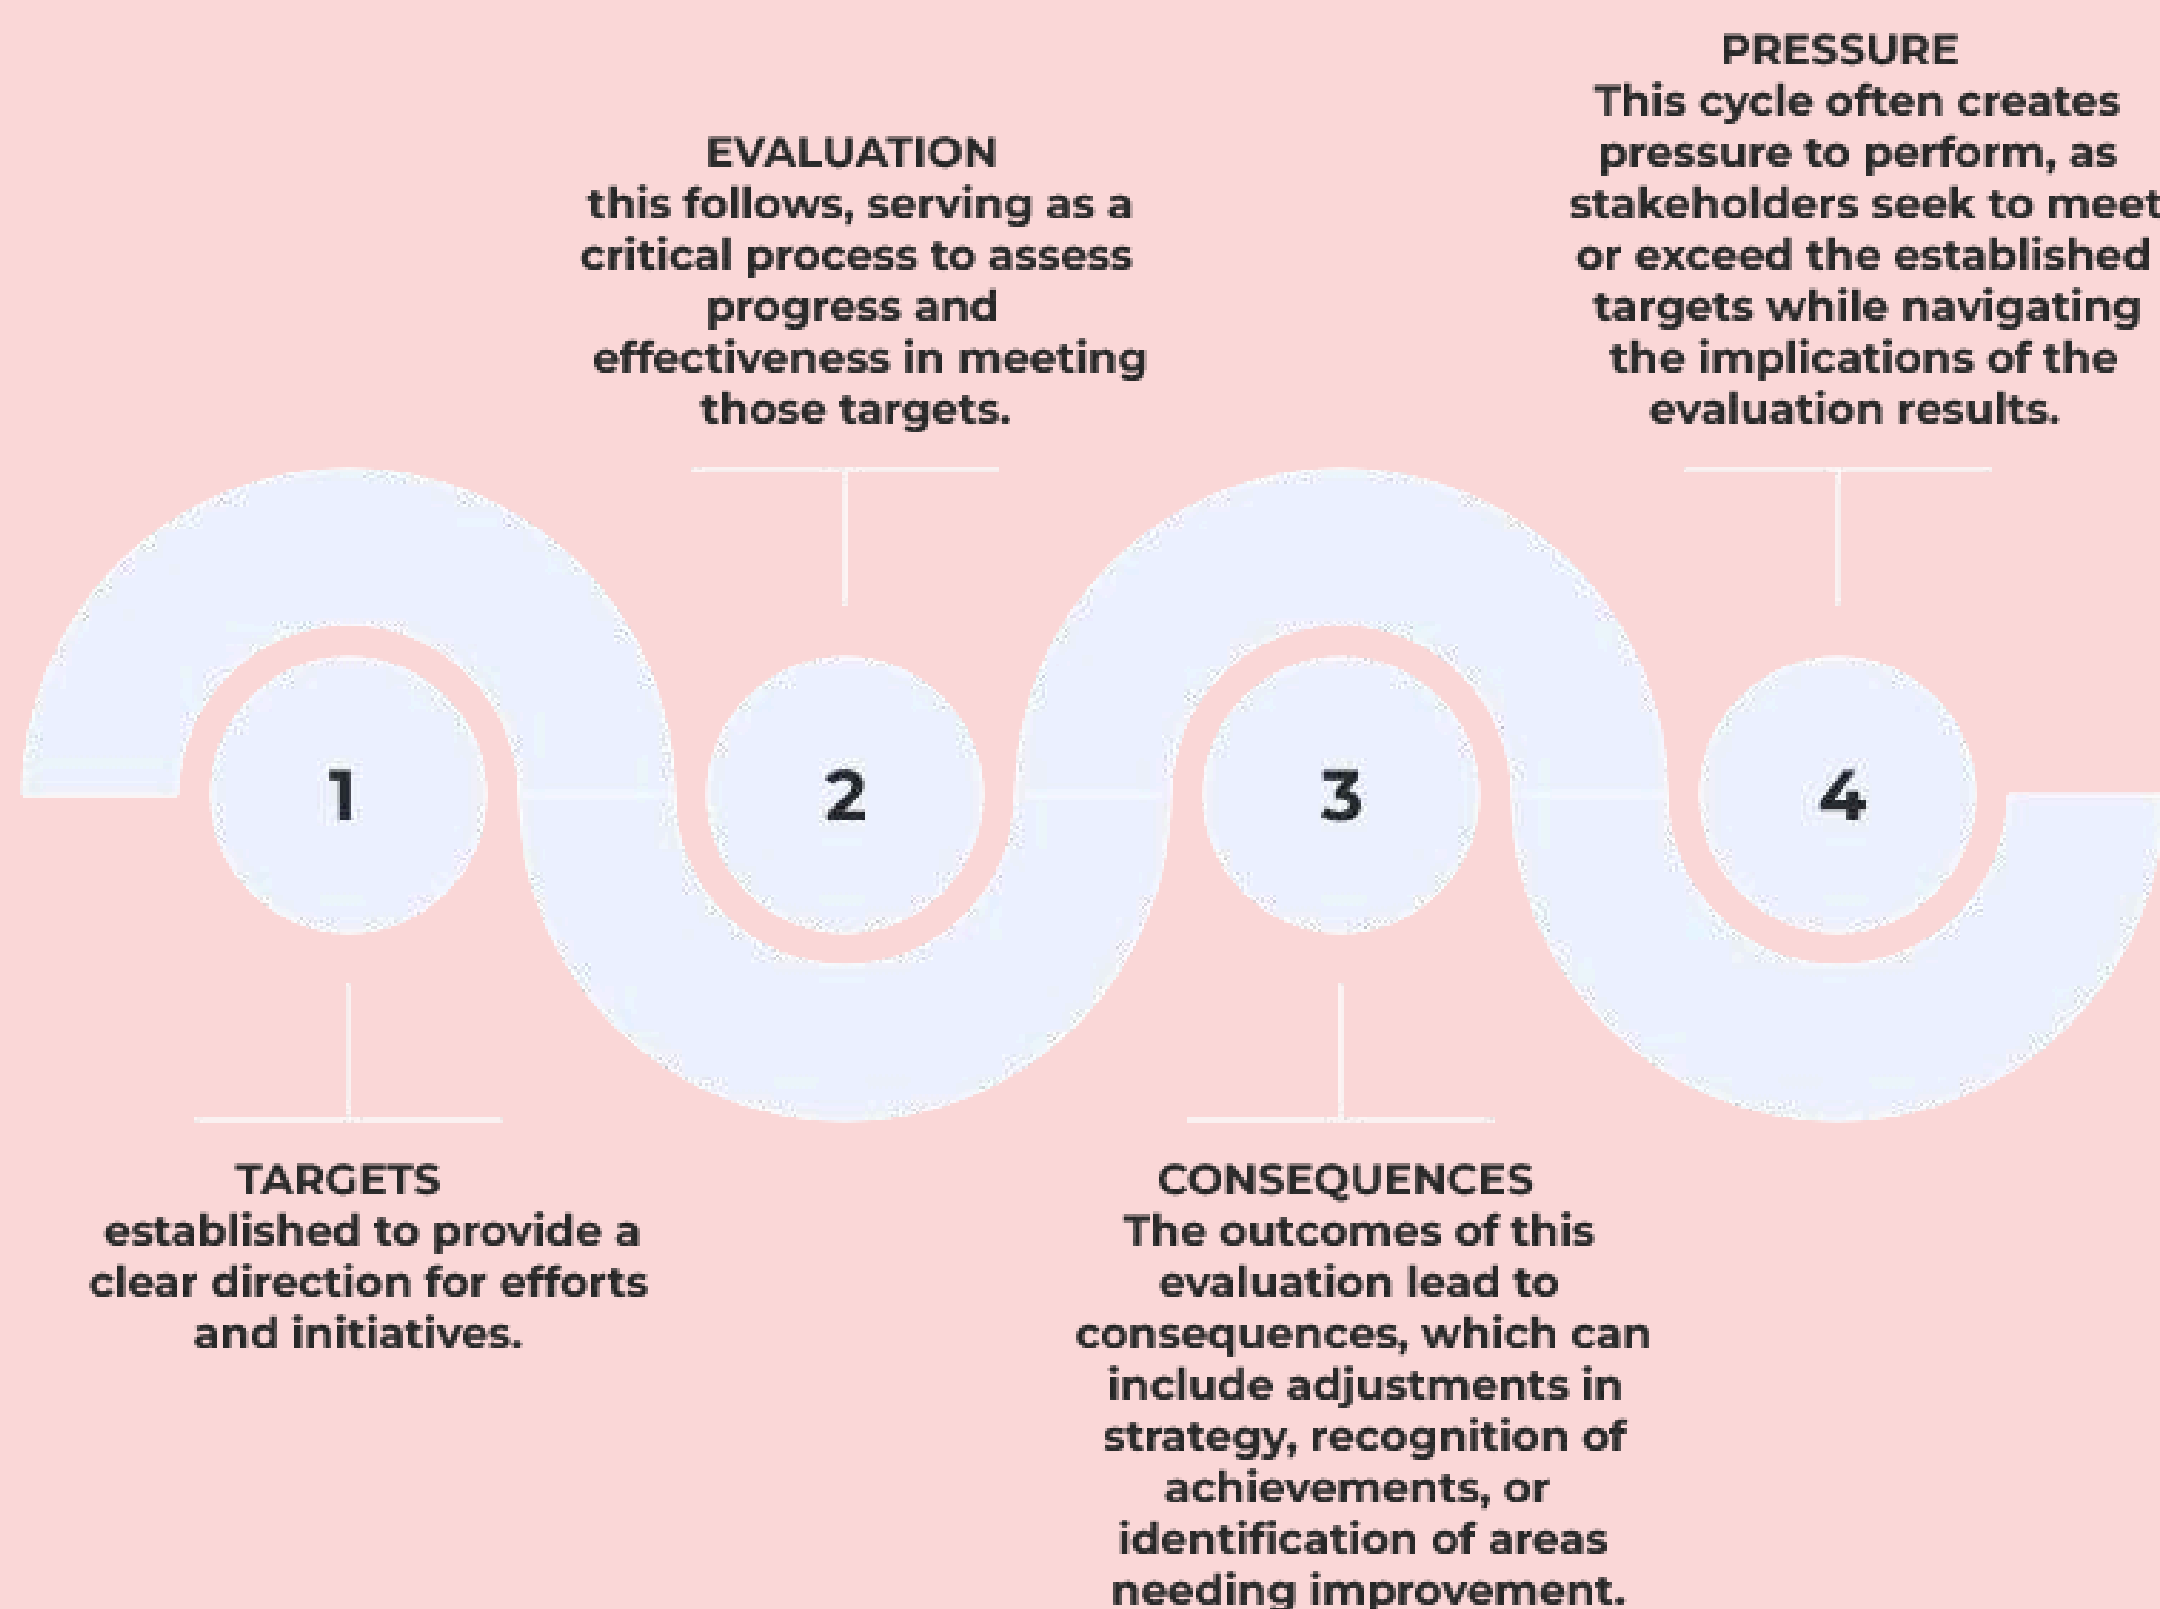 PRESSURE
This cycle often creates
pressure to perform, as
stakeholders seek to meet
or exceed the established
targets while navigating
the implications of the
evaluation results.
EVALUATION
this follows, serving as a
critical process to assess
progress and
effectiveness in meeting
those targets.
1
2
3
4
TARGETS
established to provide a
clear direction for efforts
and initiatives.
CONSEQUENCES
The outcomes of this
evaluation lead to
consequences, which can
include adjustments in
strategy, recognition of
achievements, or
identification of areas
needing improvement.